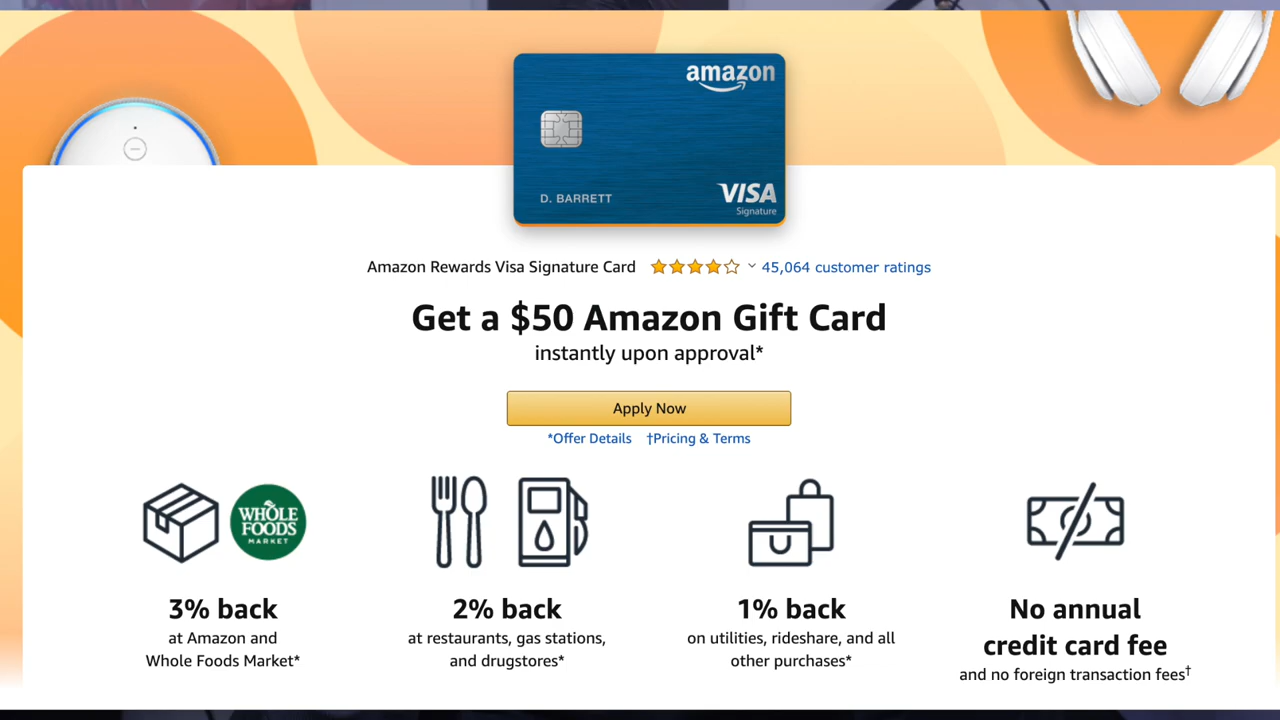 amazon
D. BARRETT
VISA
Signature
Amazon Rewards Visa Signature Card 45,064 customer ratings
Get a $50 Amazon Gift Card
instantly upon approval*
Apply Now
*Offer Details †Pricing & Terms
WHOLE
FOODS
MARKET
3% back
at Amazon and
Whole Foods Market*
2% back
at restaurants, gas stations,
and drugstores*
1% back
on utilities, rideshare, and all
other purchases*
No annual
credit card fee
and no foreign transaction fees†